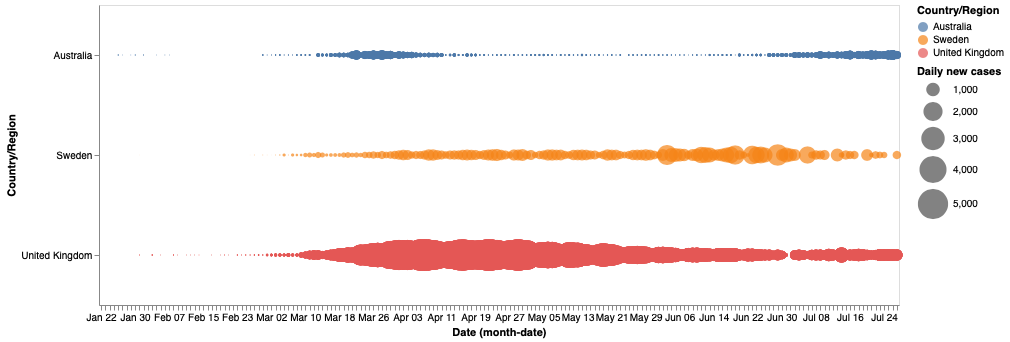 Country/Region
Australia
Sweden
United Kingdom
Jan 22 Jan 30 Feb 07 Feb 15 Feb 23 Mar 02 Mar 10 Mar 18 Mar 26 Apr 03 Apr 11 Apr 19 Apr 27 May 05 May 13 May 21 May 29 Jun 06 Jun 14 Jun 22 Jun 30 Jul 08 Jul 16 Jul 24
Date (month-date)
Country/Region
Australia
Sweden
United Kingdom
Daily new cases
1,000
2,000
3,000
4,000
5,000